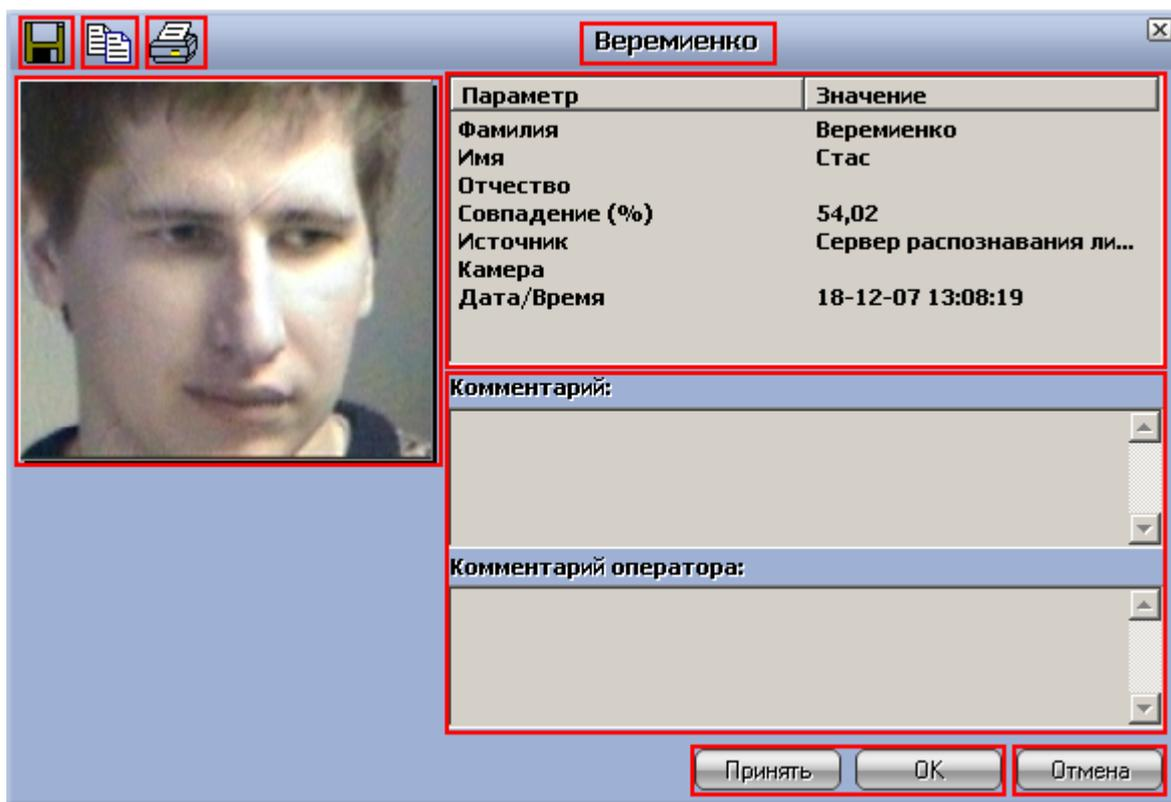 Веремиенко
Параметр Значение
Фамилия Веремиенко
Имя Стас
Отчество
Совпадение (%) 54,02
Источник Сервер распознавания ли...
Камера
Дата/Время 18-12-07 13:08:19
Комментарий:
Комментарий оператора:
Принять OK Отмена